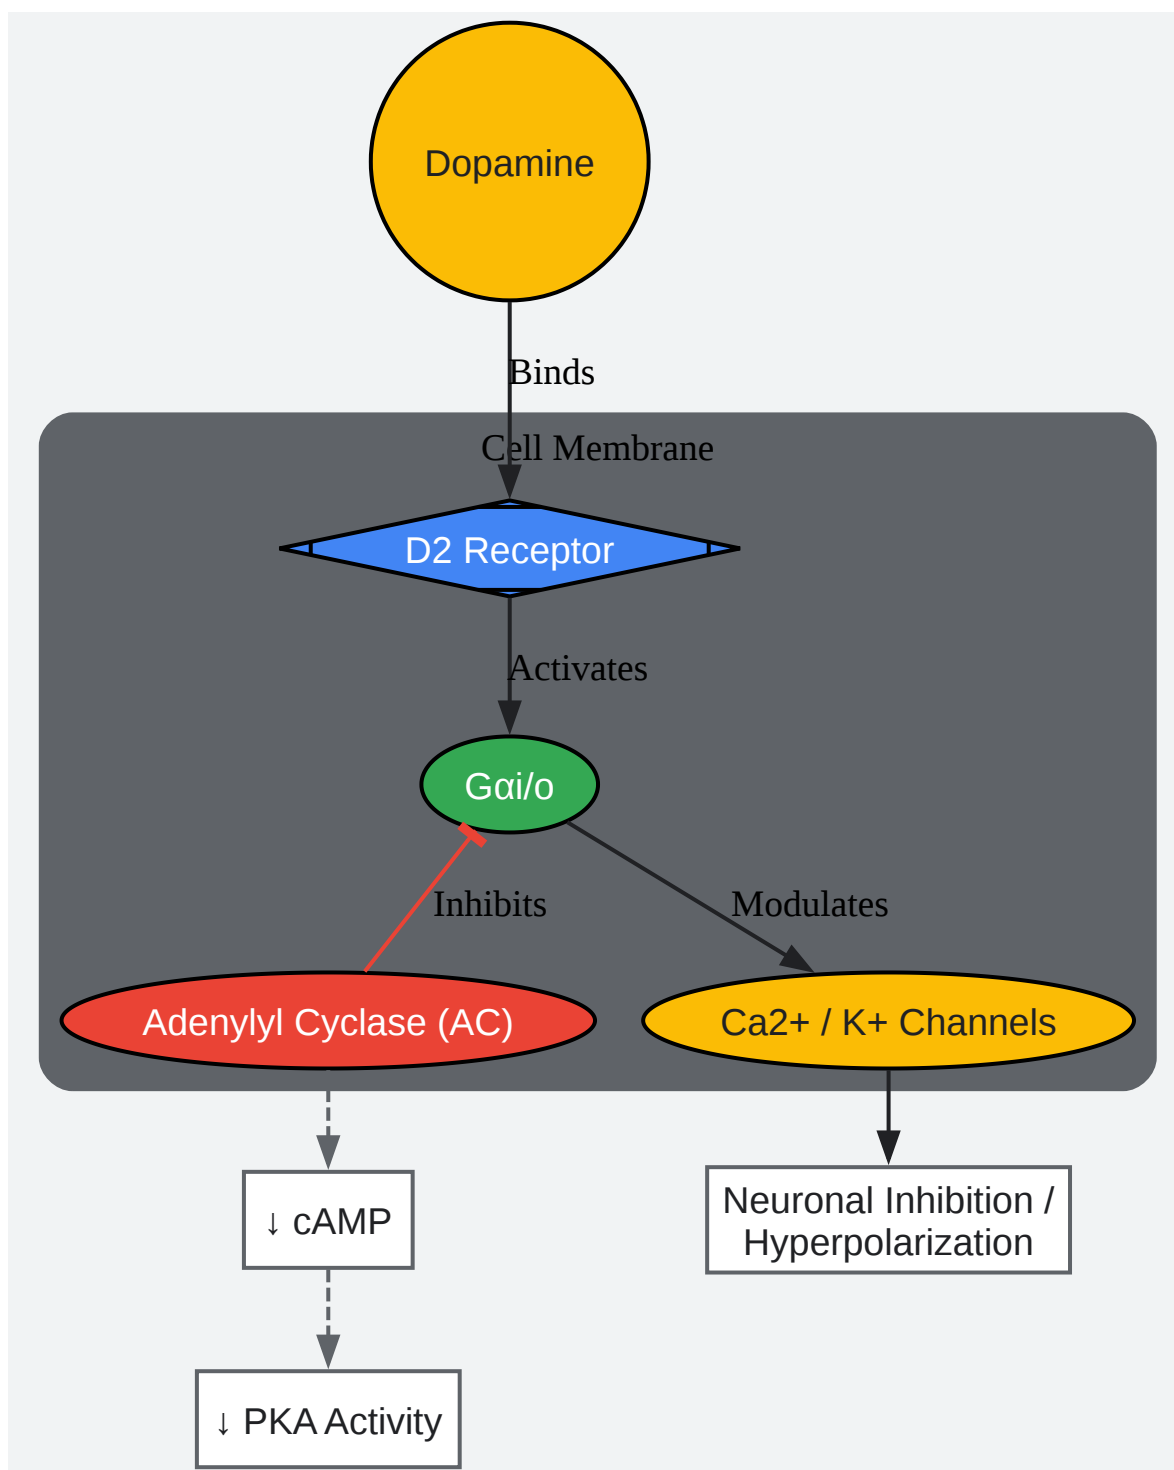 Dopamine
Binds
Cell Membrane
D2 Receptor
Activates
Gαi/o
Inhibits
Modulates
Adenylyl Cyclase (AC)
Ca2+ / K+ Channels
↓ cAMP
Neuronal Inhibition /
Hyperpolarization
↓ PKA Activity